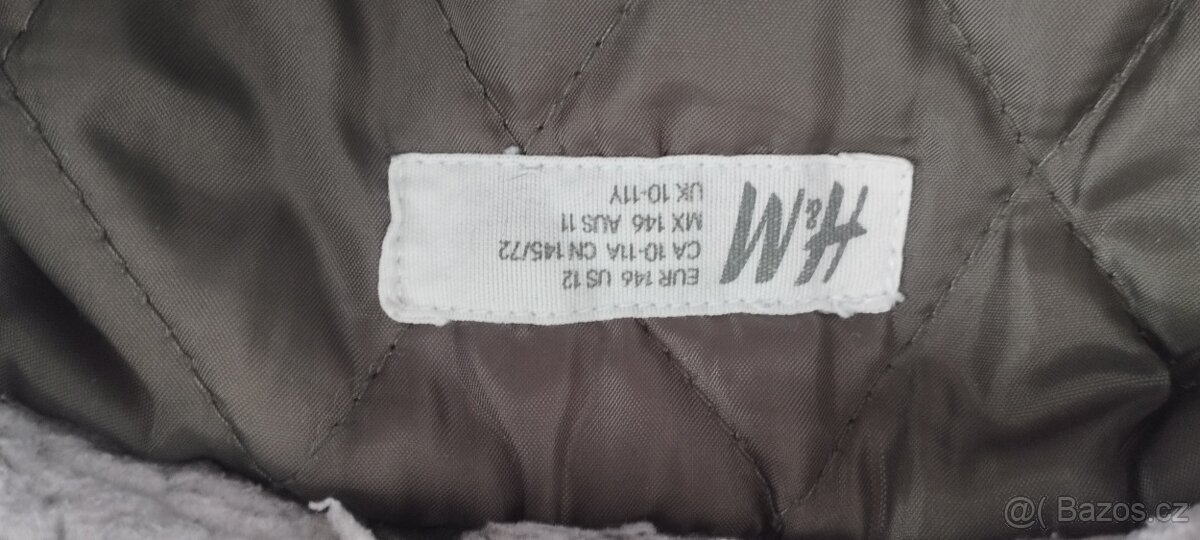 H&M
EUR 146 US 12
CA 10-11A CN 145/72
MX 146 AUS 11
UK 10-11Y
@( Bazos.cz